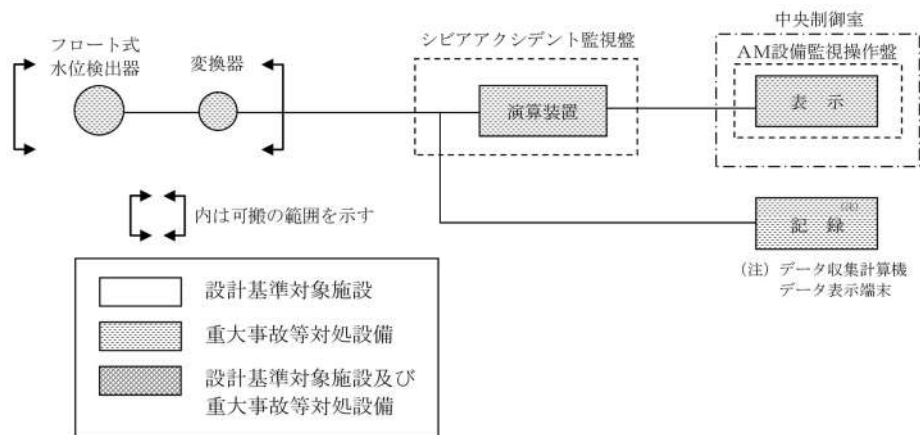 中央制御室
シビアアクシデント監視盤
AM設備監視操作盤
フロート式
水位検出器
変換器
演算装置
表 示
内は可搬の範囲を示す
記 録(注)
(注) データ収集計算機
データ表示端末
設計基準対象施設
重大事故等対処設備
設計基準対象施設及び
重大事故等対処設備